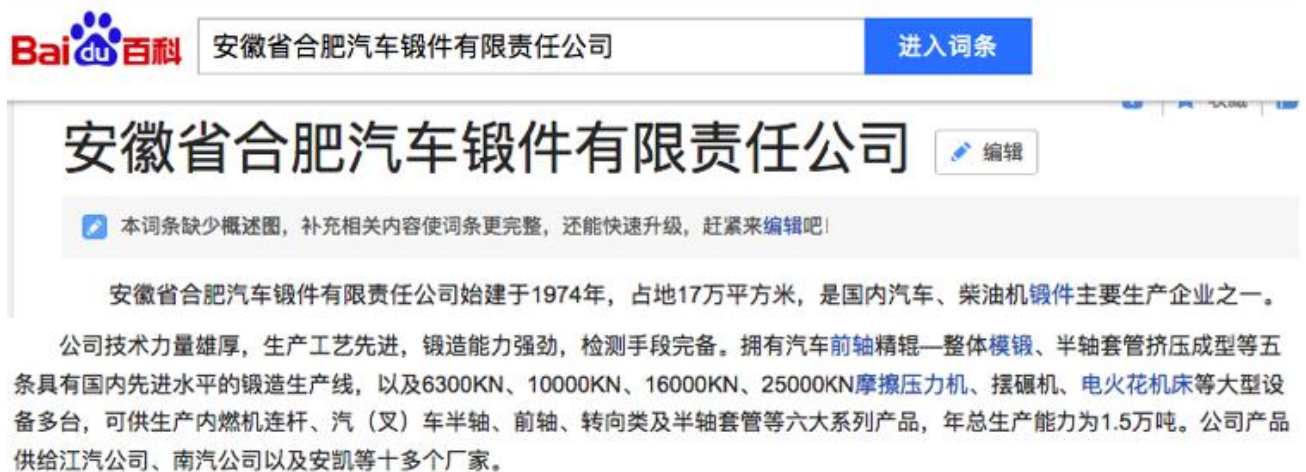 Bai du 百科 安徽省合肥汽车锻件有限责任公司 进入词条
安徽省合肥汽车锻件有限责任公司 编辑
本词条缺少概述图，补充相关内容使词条更完整，还能快速升级，赶紧来编辑吧！
安徽省合肥汽车锻件有限责任公司始建于1974年，占地17万平方米，是国内汽车、柴油机锻件主要生产企业之一。
公司技术力量雄厚，生产工艺先进，锻造能力强劲，检测手段完备。拥有汽车前轴精辊—整体模锻、半轴套管挤压成型等五
条具有国内先进水平的锻造生产线，以及6300KN、10000KN、16000KN、25000KN摩擦压力机、摆碾机、电火花机床等大型设
备多台，可供生产内燃机连杆、汽（叉）车半轴、前轴、转向类及半轴套管等六大系列产品，年总生产能力为1.5万吨。公司产品
供给江汽公司、南汽公司以及安凯等十多个厂家。